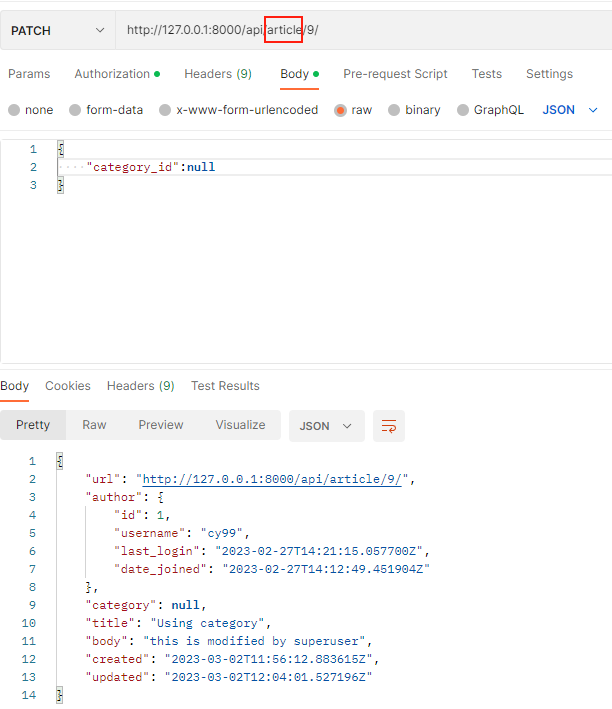 PATCH http://127.0.0.1:8000/api/article/9/
Params Authorization Headers (9) Body Pre-request Script Tests Settings
none form-data x-www-form-urlencoded raw binary GraphQL JSON
1 {
2 "category_id":null
3 }
Body Cookies Headers (9) Test Results
Pretty Raw Preview Visualize JSON
1 {
2 "url": "http://127.0.0.1:8000/api/article/9/",
3 "author": {
4 "id": 1,
5 "username": "cy99",
6 "last_login": "2023-02-27T14:21:15.057700Z",
7 "date_joined": "2023-02-27T14:12:49.451904Z"
8 },
9 "category": null,
10 "title": "Using category",
11 "body": "this is modified by superuser",
12 "created": "2023-03-02T11:56:12.883615Z",
13 "updated": "2023-03-02T12:04:01.527196Z"
14 }